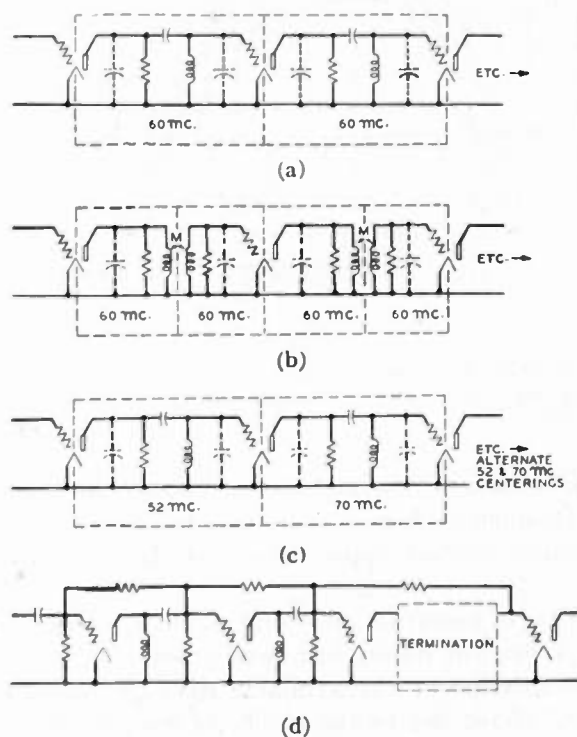 ETC.
60 MC.
60 MC.
(a)
M
M
ETC.
60 MC.
60 MC.
60 MC.
60 MC.
(b)
ETC.
ALTERNATE
52 & 70 MC
CENTERINGS
52 MC.
70 MC.
(c)
TERMINATION
(d)